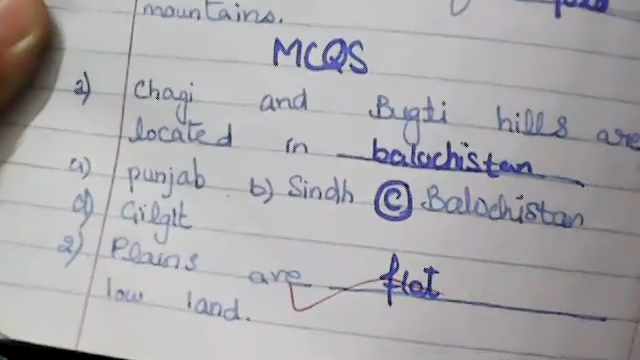 mountains.
MCQS
a) Chagi and Bugti hills are
located in balochistan
a) punjab b) Sindh c) Balochistan
d) Gilgit
2) Plains are flat
low land.